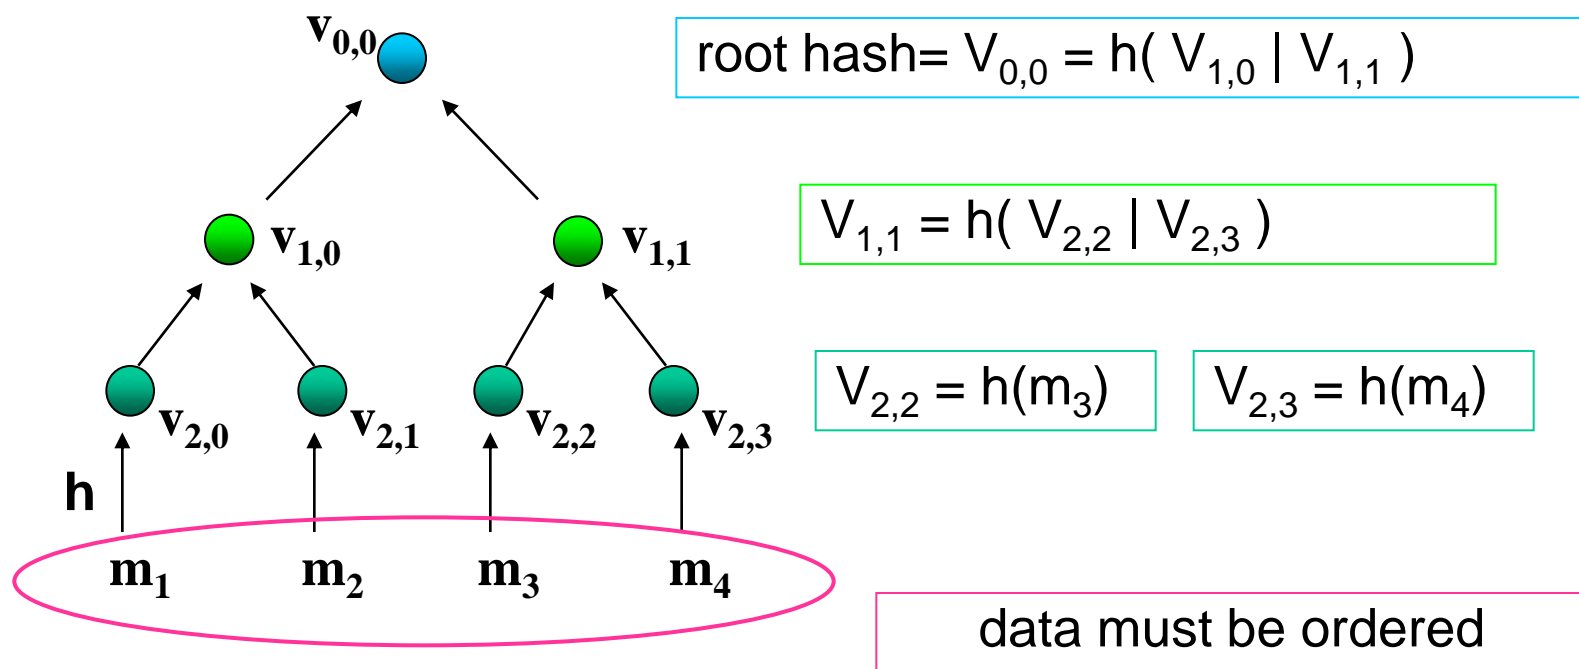 v0,0
root hash= V0,0 = h( V1,0 | V1,1 )
v1,0
v1,1
V1,1 = h( V2,2 | V2,3 )
v2,0
v2,1
v2,2
v2,3
V2,2 = h(m3)
V2,3 = h(m4)
h
m1
m2
m3
m4
data must be ordered